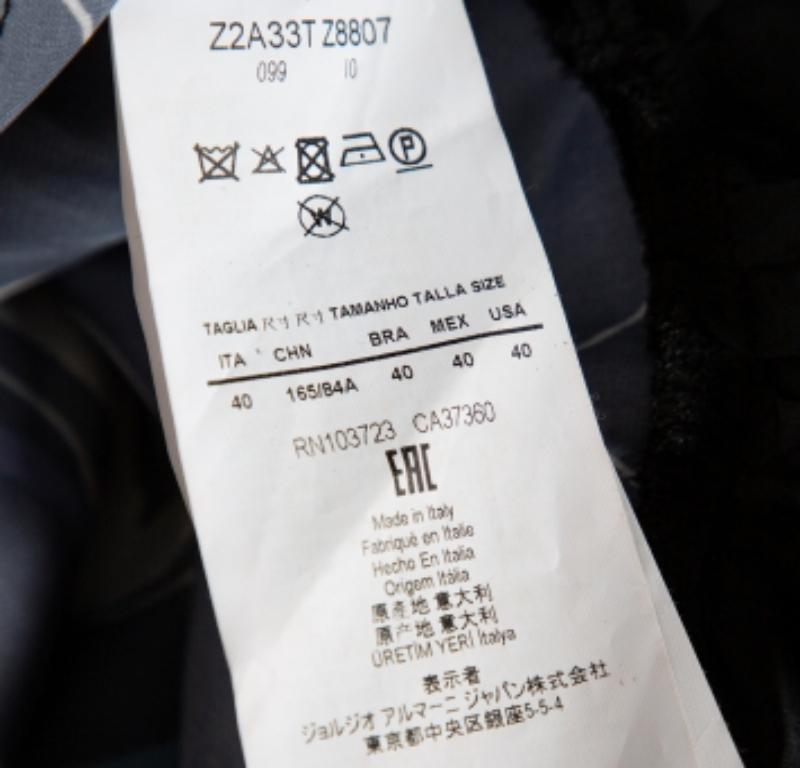 Z2A33T Z8807
099 10
P
W
TAGLIA 尺寸 尺寸 TAMANHO TALLA SIZE
ITA CHN BRA MEX USA
40 165/84A 40 40 40
RN103723 CA37360
EAC
Made in Italy
Fabriqué en Italie
Hecho En Italia
Origem Itália
原産地 意大利
原产地 意大利
ÜRETİM YERİ İtalya
表示者
ジョルジオ アルマーニ ジャパン株式会社
東京都中央区銀座5-5-4